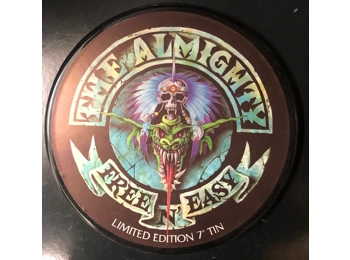 THE ALMIGHTY
FREE 'N' EASY
LIMITED EDITION 7" TIN